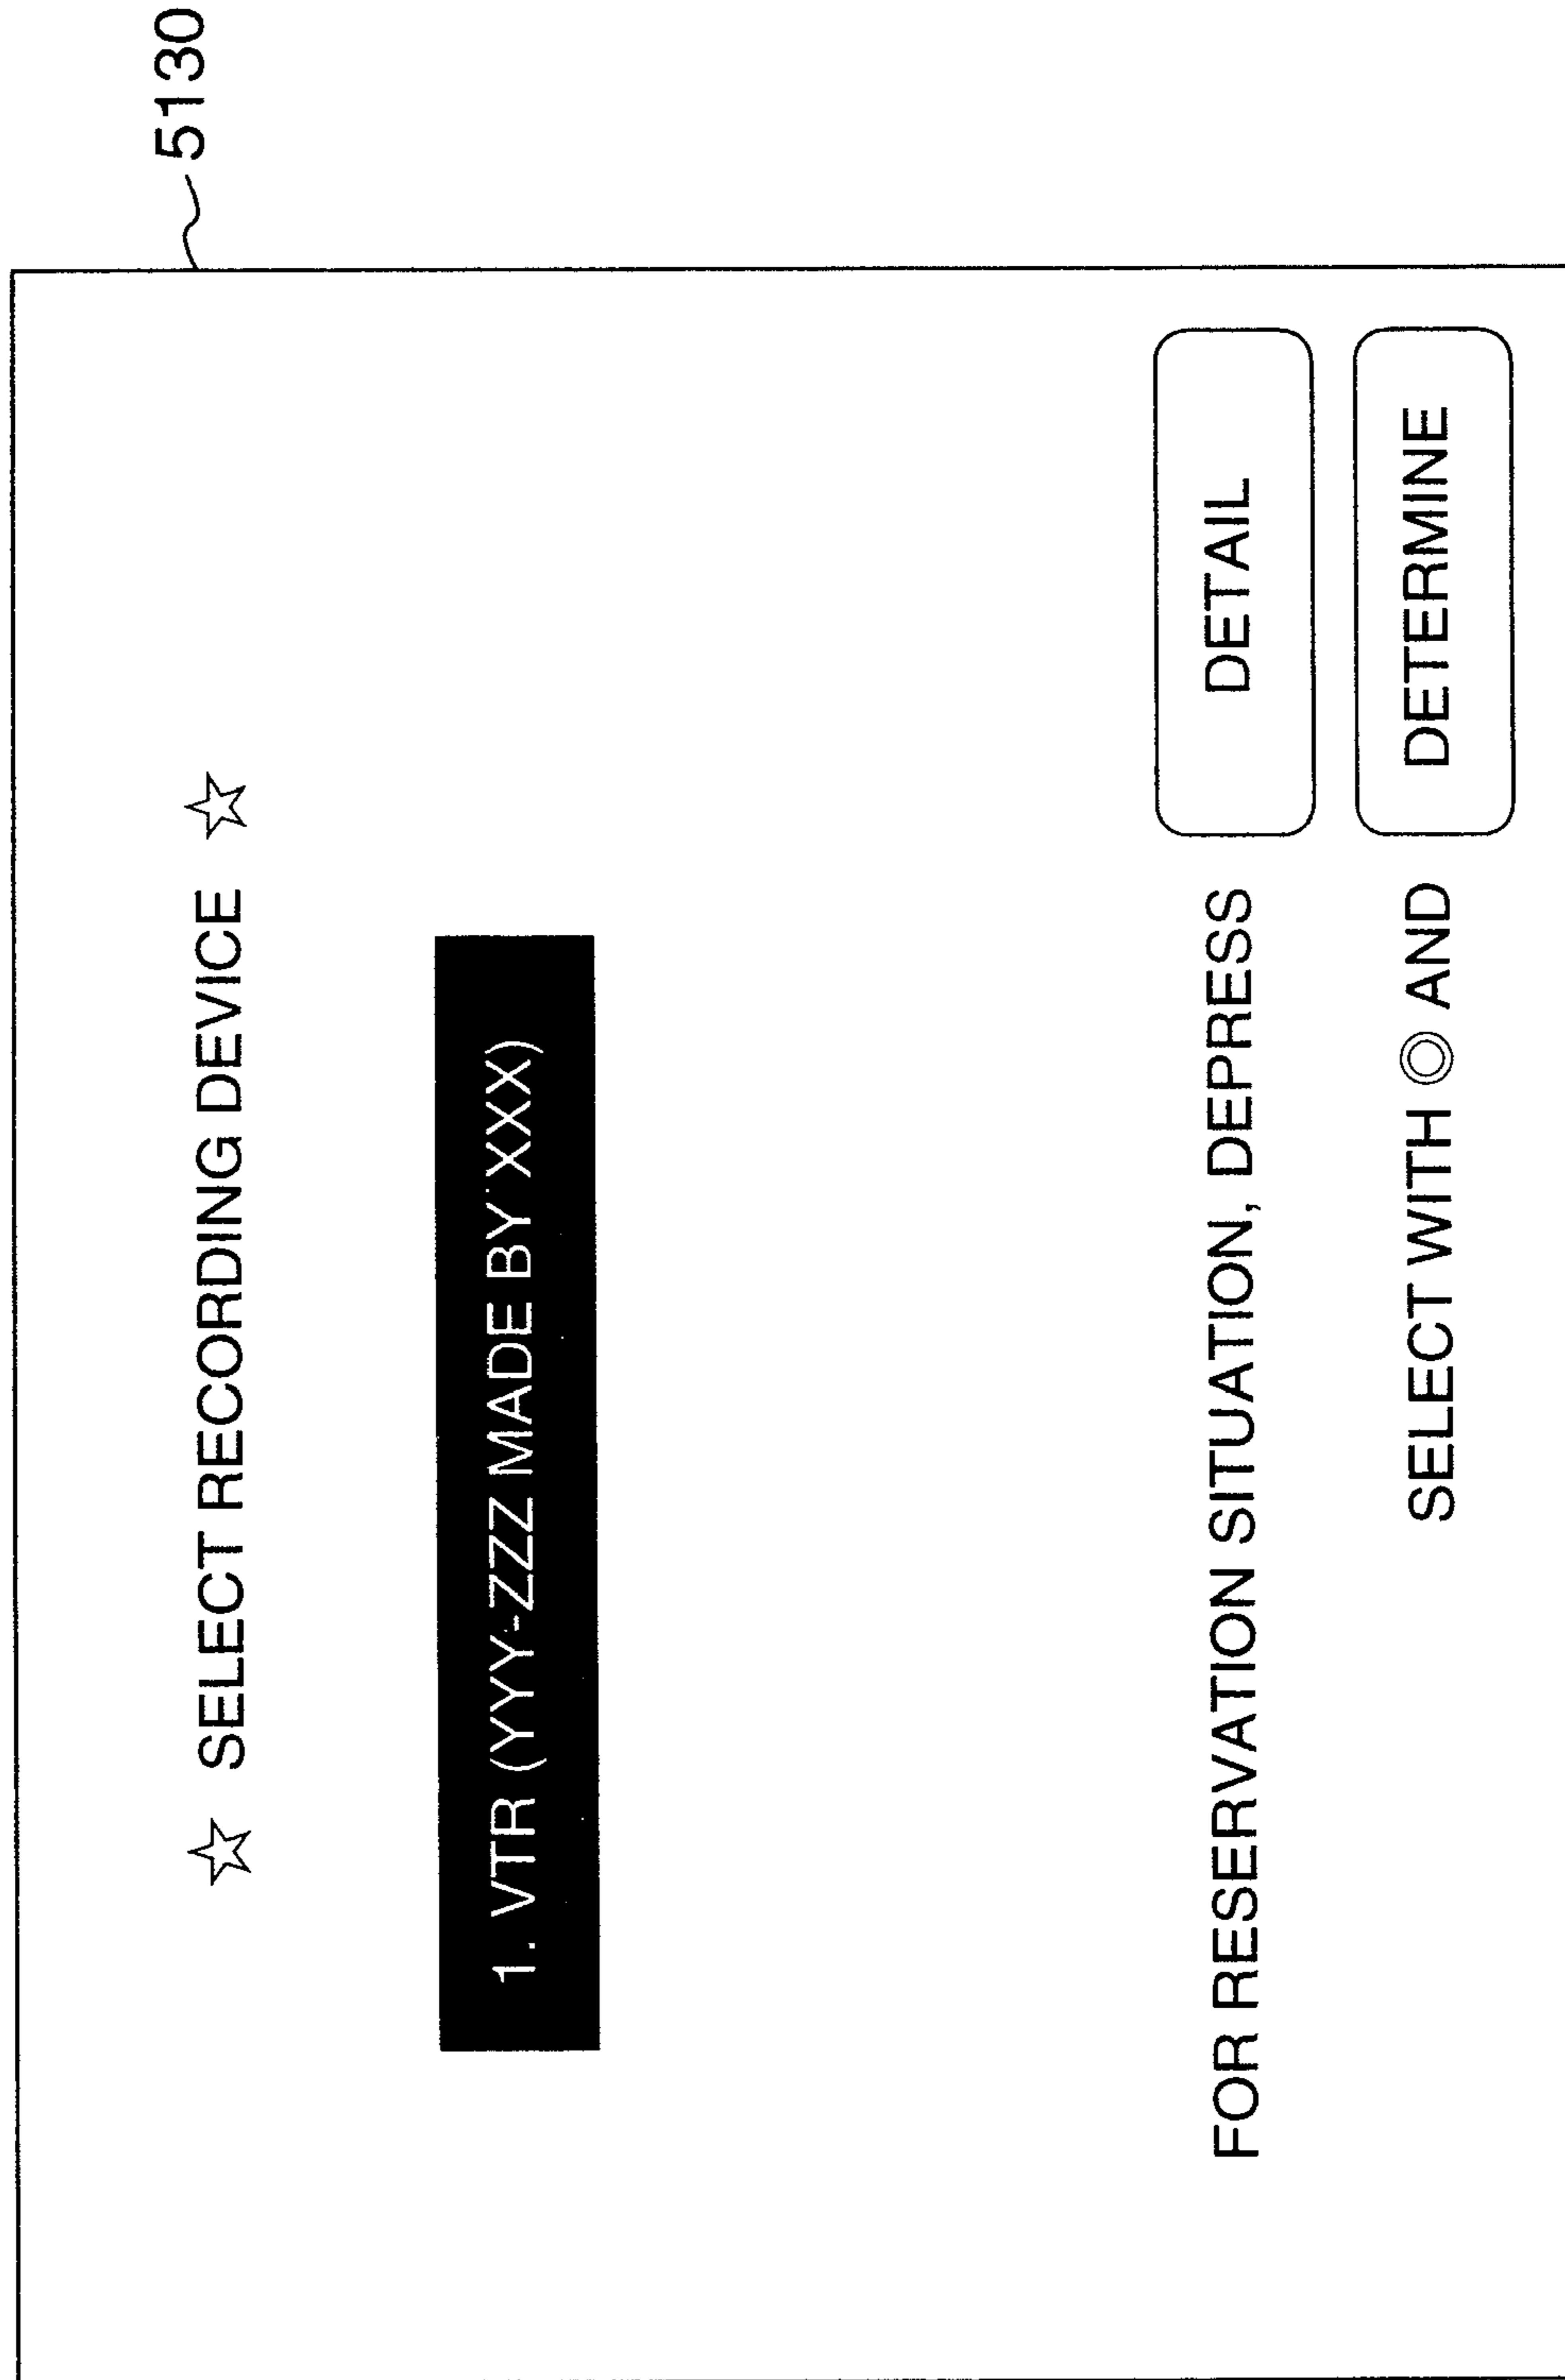 5130
☆ SELECT RECORDING DEVICE ☆
1. VTR (YYY-ZZZ MADE BY XXX)
FOR RESERVATION SITUATION, DEPRESS DETAIL
SELECT WITH ◎ AND DETERMINE